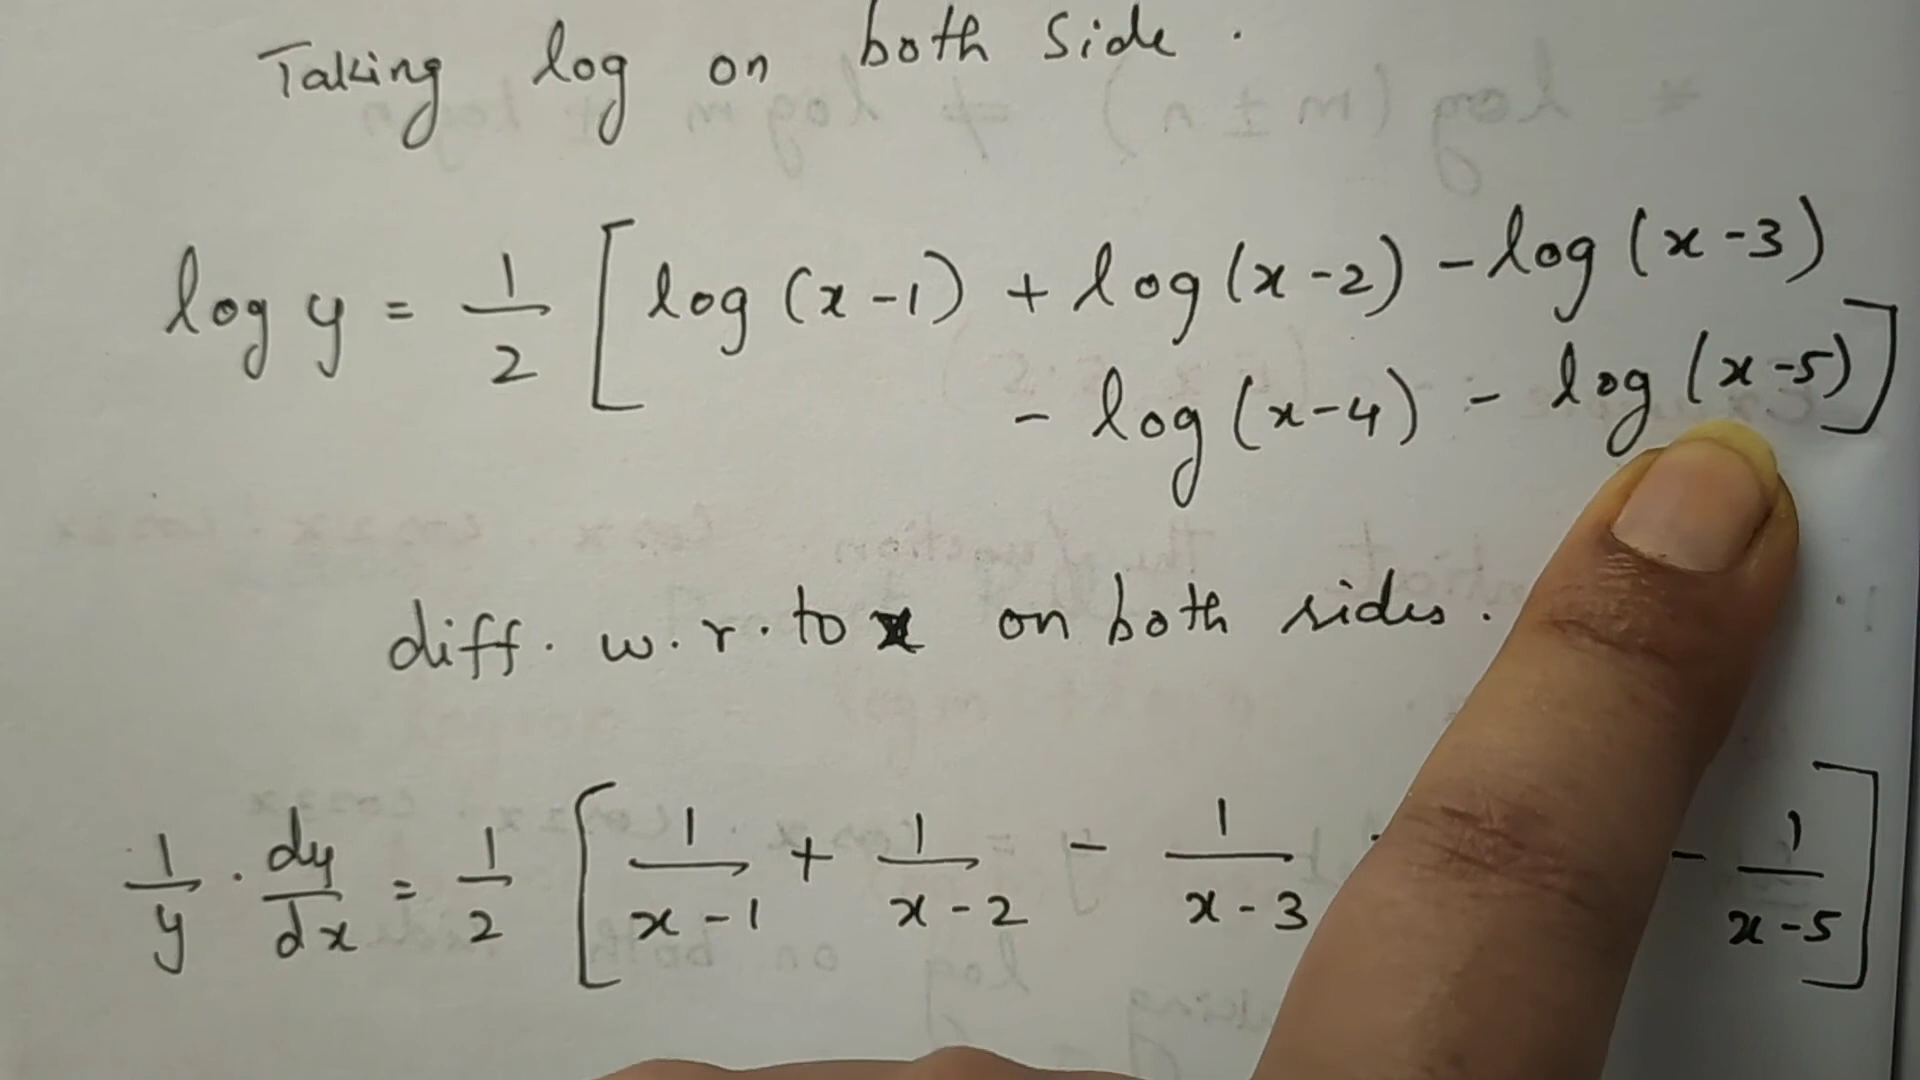 Taking log on both side.
log y = 1/2 [ log (x-1) + log (x-2) - log (x-3)
- log (x-4) - log (x-5) ]
diff. w.r.to x on both sides.
1/y . dy/dx = 1/2 [ 1/x-1 + 1/x-2 - 1/x-3 - 1/x-5 ]